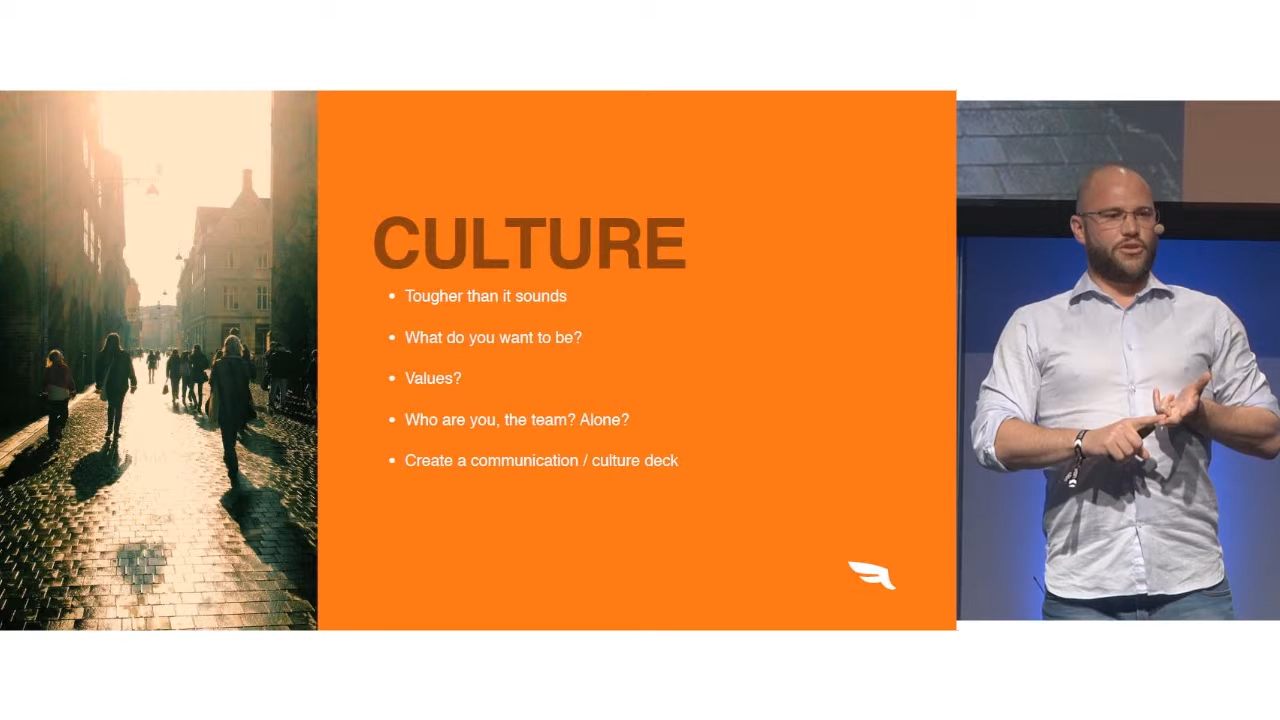 CULTURE
• Tougher than it sounds
• What do you want to be?
• Values?
• Who are you, the team? Alone?
• Create a communication / culture deck